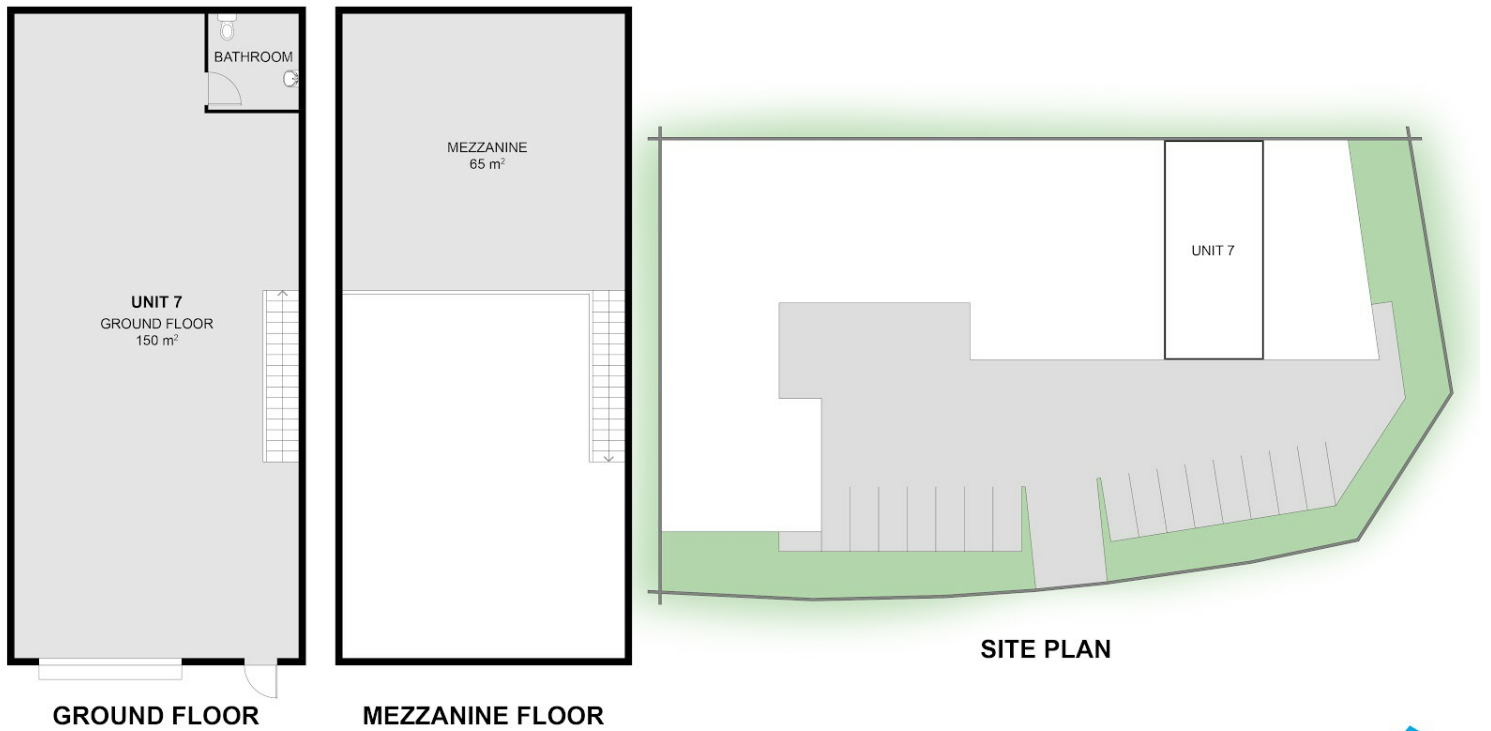 BATHROOM
UNIT 7
GROUND FLOOR
150 m²
GROUND FLOOR
MEZZANINE
65 m²
MEZZANINE FLOOR
UNIT 7
SITE PLAN